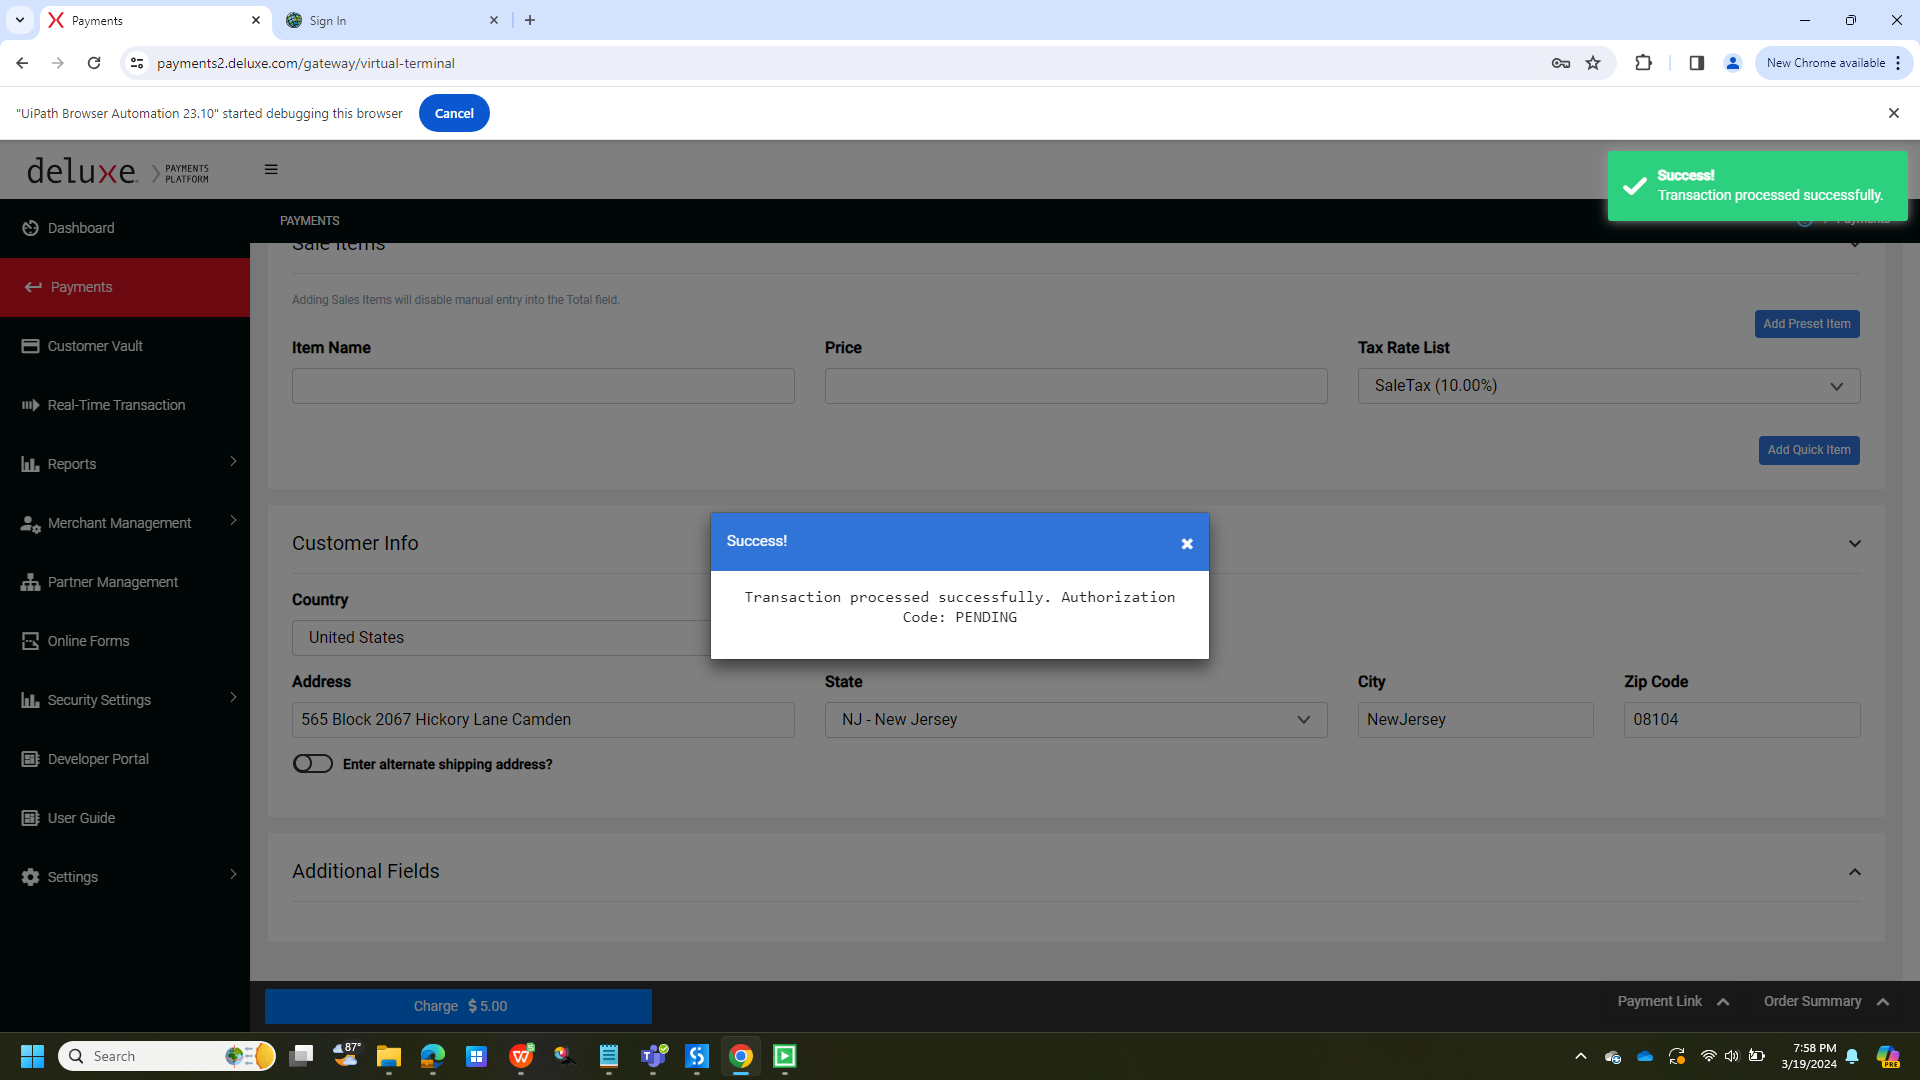 Payments
Sign In
payments2.deluxe.com/gateway/virtual-terminal
New Chrome available
"UiPath Browser Automation 23.10" started debugging this browser
Cancel
deluxe.
PAYMENTS
PLATFORM
Success!
Transaction processed successfully.
Dashboard
PAYMENTS
Payments
Sale Items
Payments
Adding Sales Items will disable manual entry into the Total field.
Add Preset Item
Customer Vault
Item Name
Price
Tax Rate List
SaleTax (10.00%)
Real-Time Transaction
Add Quick Item
Reports
Merchant Management
Customer Info
Success!
Partner Management
Country
Transaction processed successfully. Authorization
Code: PENDING
Online Forms
United States
Address
State
City
Zip Code
Security Settings
565 Block 2067 Hickory Lane Camden
NJ - New Jersey
NewJersey
08104
Developer Portal
Enter alternate shipping address?
User Guide
Additional Fields
Settings
Charge $ 5.00
Payment Link
Order Summary
Search
87°
7:58 PM
3/19/2024
PRE